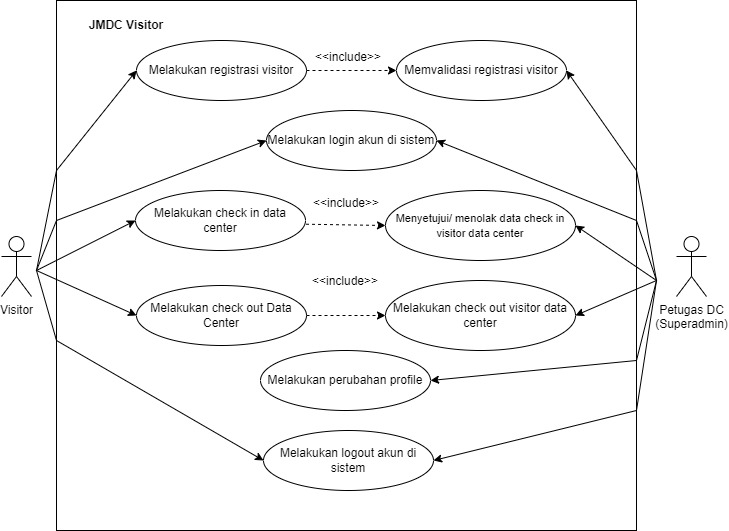 JMDC Visitor
<<include>>
Melakukan registrasi visitor
Memvalidasi registrasi visitor
Melakukan login akun di sistem
<<include>>
Melakukan check in data
center
Menyetujui/ menolak data check in
visitor data center
<<include>>
Melakukan check out Data
Center
Melakukan check out visitor data
center
Visitor
Petugas DC
(Superadmin)
Melakukan perubahan profile
Melakukan logout akun di
sistem